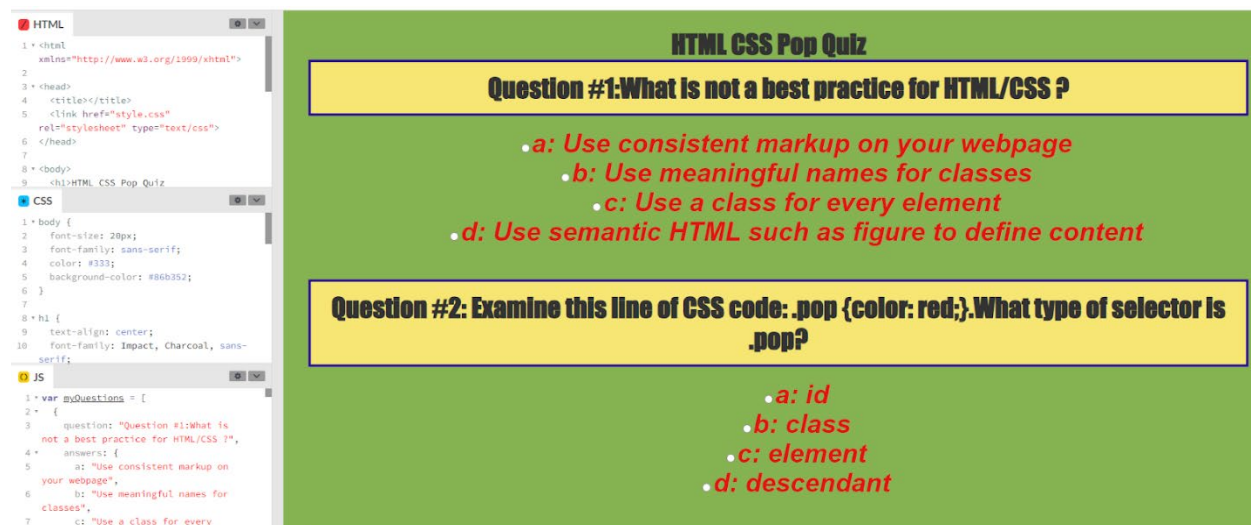 HTML
1 <html
xmlns="http://www.w3.org/1999/xhtml">
2
3 <head>
4 <title></title>
5 <link href="style.css"
rel="stylesheet" type="text/css">
6 </head>
7
8 <body>
9 <h1>HTML CSS Pop Quiz
CSS
1 body {
2 font-size: 20px;
3 font-family: sans-serif;
4 color: #333;
5 background-color: #86b352;
6 }
7
8 h1 {
9 text-align: center;
10 font-family: Impact, Charcoal, sans-
serif;
JS
1 var myQuestions = [
2 {
3 question: "Question #1:What is
not a best practice for HTML/CSS ?",
4 answers: {
5 a: "Use consistent markup on
your webpage",
6 b: "Use meaningful names for
classes",
7 c: "Use a class for every
HTML CSS Pop Quiz
Question #1:What is not a best practice for HTML/CSS ?
a: Use consistent markup on your webpage
b: Use meaningful names for classes
c: Use a class for every element
d: Use semantic HTML such as figure to define content
Question #2: Examine this line of CSS code: .pop {color: red;}.What type of selector is
.pop?
a: id
b: class
c: element
d: descendant